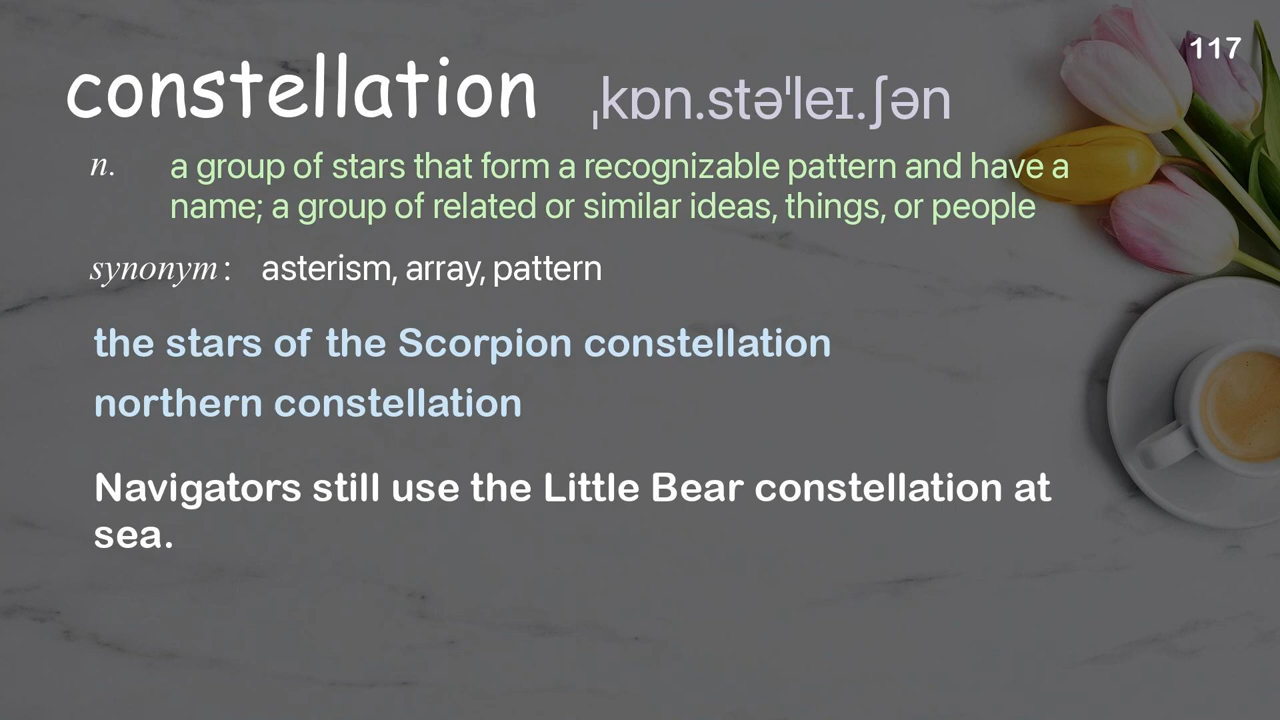 117
constellation ˌkɒn.stəˈleɪ.ʃən
n. a group of stars that form a recognizable pattern and have a
name; a group of related or similar ideas, things, or people
synonym: asterism, array, pattern
the stars of the Scorpion constellation
northern constellation
Navigators still use the Little Bear constellation at
sea.